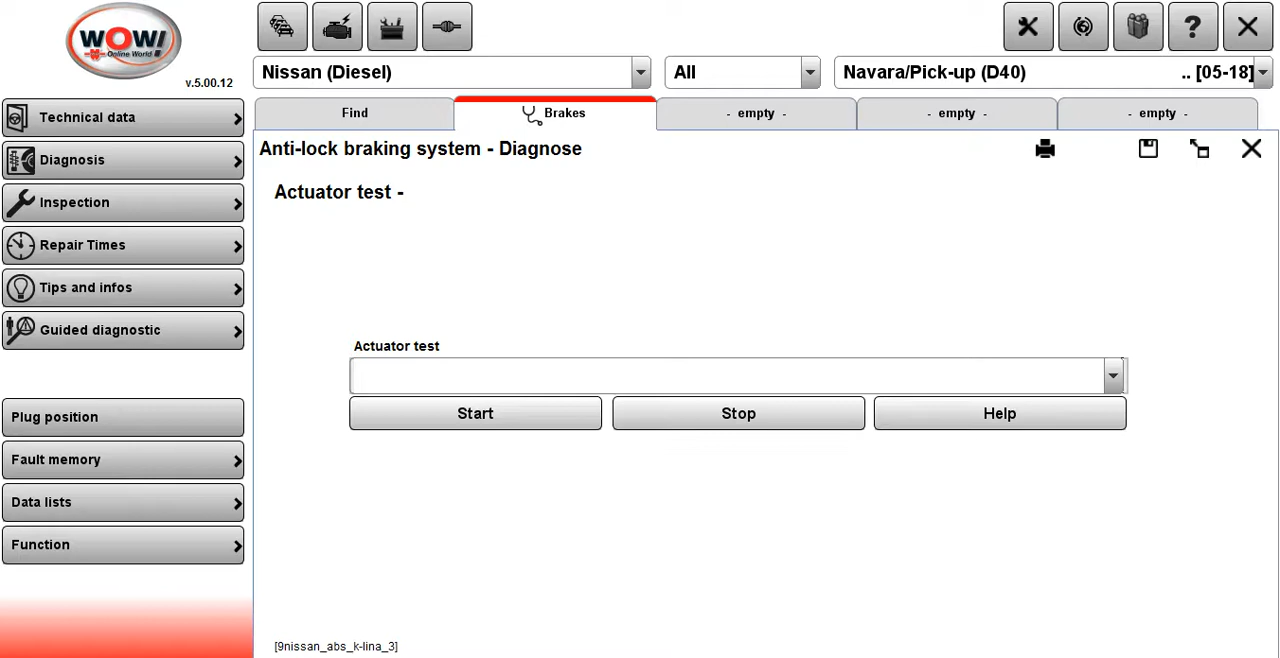 WOW!
Online World
v.5.00.12
Nissan (Diesel)
All
Navara/Pick-up (D40) .. [05-18]
Technical data
Diagnosis
Inspection
Repair Times
Tips and infos
Guided diagnostic
Plug position
Fault memory
Data lists
Function
Find
Brakes
- empty -
- empty -
- empty -
Anti-lock braking system - Diagnose
Actuator test -
Actuator test
Start
Stop
Help
[9nissan_abs_k-lina_3]